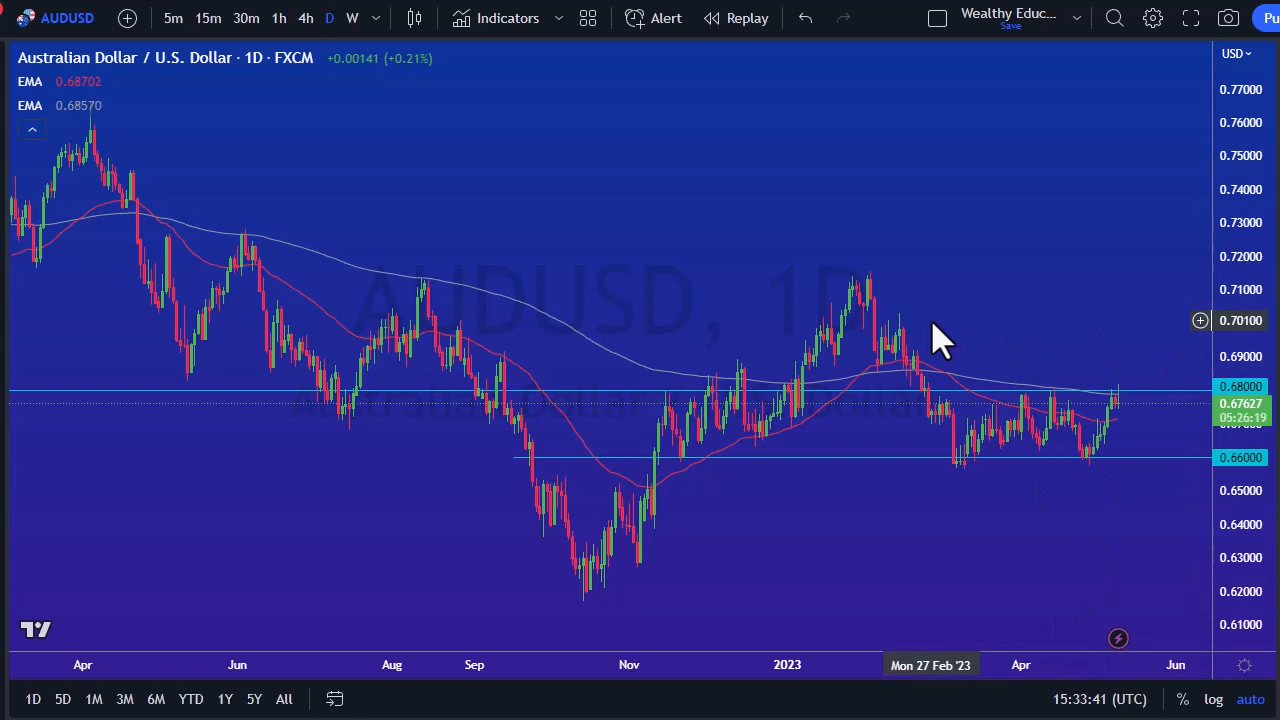 AUDUSD 5m 15m 30m 1h 4h D W Indicators Alert Replay Wealthy Educ... Save Pu
Australian Dollar / U.S. Dollar · 1D · FXCM +0.00141 (+0.21%) USD
EMA 0.68702
EMA 0.68570
AUDUSD, 1D
Australian Dollar / U.S. Dollar
0.77000
0.76000
0.75000
0.74000
0.73000
0.72000
0.71000
0.70100
0.69000
0.68000
0.67627
05:26:19
0.66000
0.65000
0.64000
0.63000
0.62000
0.61000
Apr Jun Aug Sep Nov 2023 Mon 27 Feb '23 Apr Jun
1D 5D 1M 3M 6M YTD 1Y 5Y All 15:33:41 (UTC) % log auto